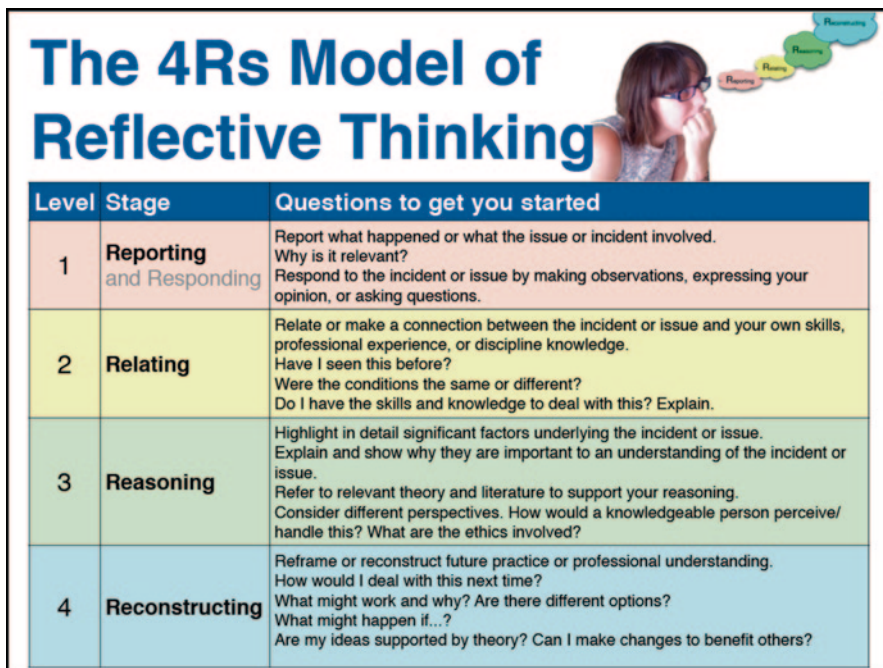 The 4Rs Model of
Reflective Thinking
Reconstructing
Reasoning
Relating
Reporting
Level Stage Questions to get you started
1
Reporting
and Responding
Report what happened or what the issue or incident involved.
Why is it relevant?
Respond to the incident or issue by making observations, expressing your
opinion, or asking questions.
2
Relating
Relate or make a connection between the incident or issue and your own skills,
professional experience, or discipline knowledge.
Have I seen this before?
Were the conditions the same or different?
Do I have the skills and knowledge to deal with this? Explain.
3
Reasoning
Highlight in detail significant factors underlying the incident or issue.
Explain and show why they are important to an understanding of the incident or
issue.
Refer to relevant theory and literature to support your reasoning.
Consider different perspectives. How would a knowledgeable person perceive/
handle this? What are the ethics involved?
4
Reconstructing
Reframe or reconstruct future practice or professional understanding.
How would I deal with this next time?
What might work and why? Are there different options?
What might happen if...?
Are my ideas supported by theory? Can I make changes to benefit others?